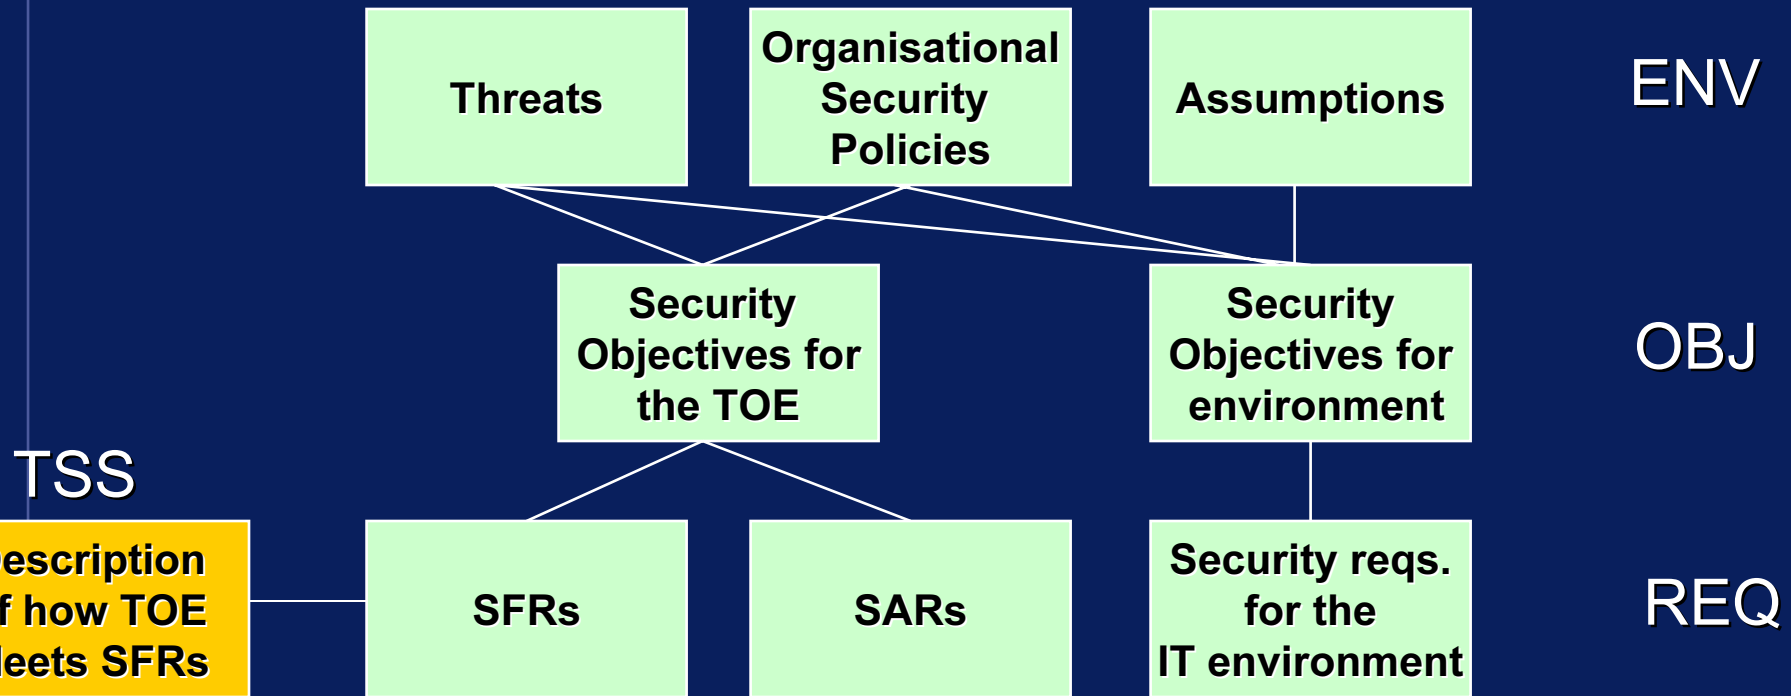 Threats
Organisational
Security
Policies
Assumptions
ENV
Security
Objectives for
the TOE
Security
Objectives for
environment
OBJ
TSS
escription
f how TOE
eets SFRs
SFRs
SARs
Security reqs.
for the
IT environment
REQ